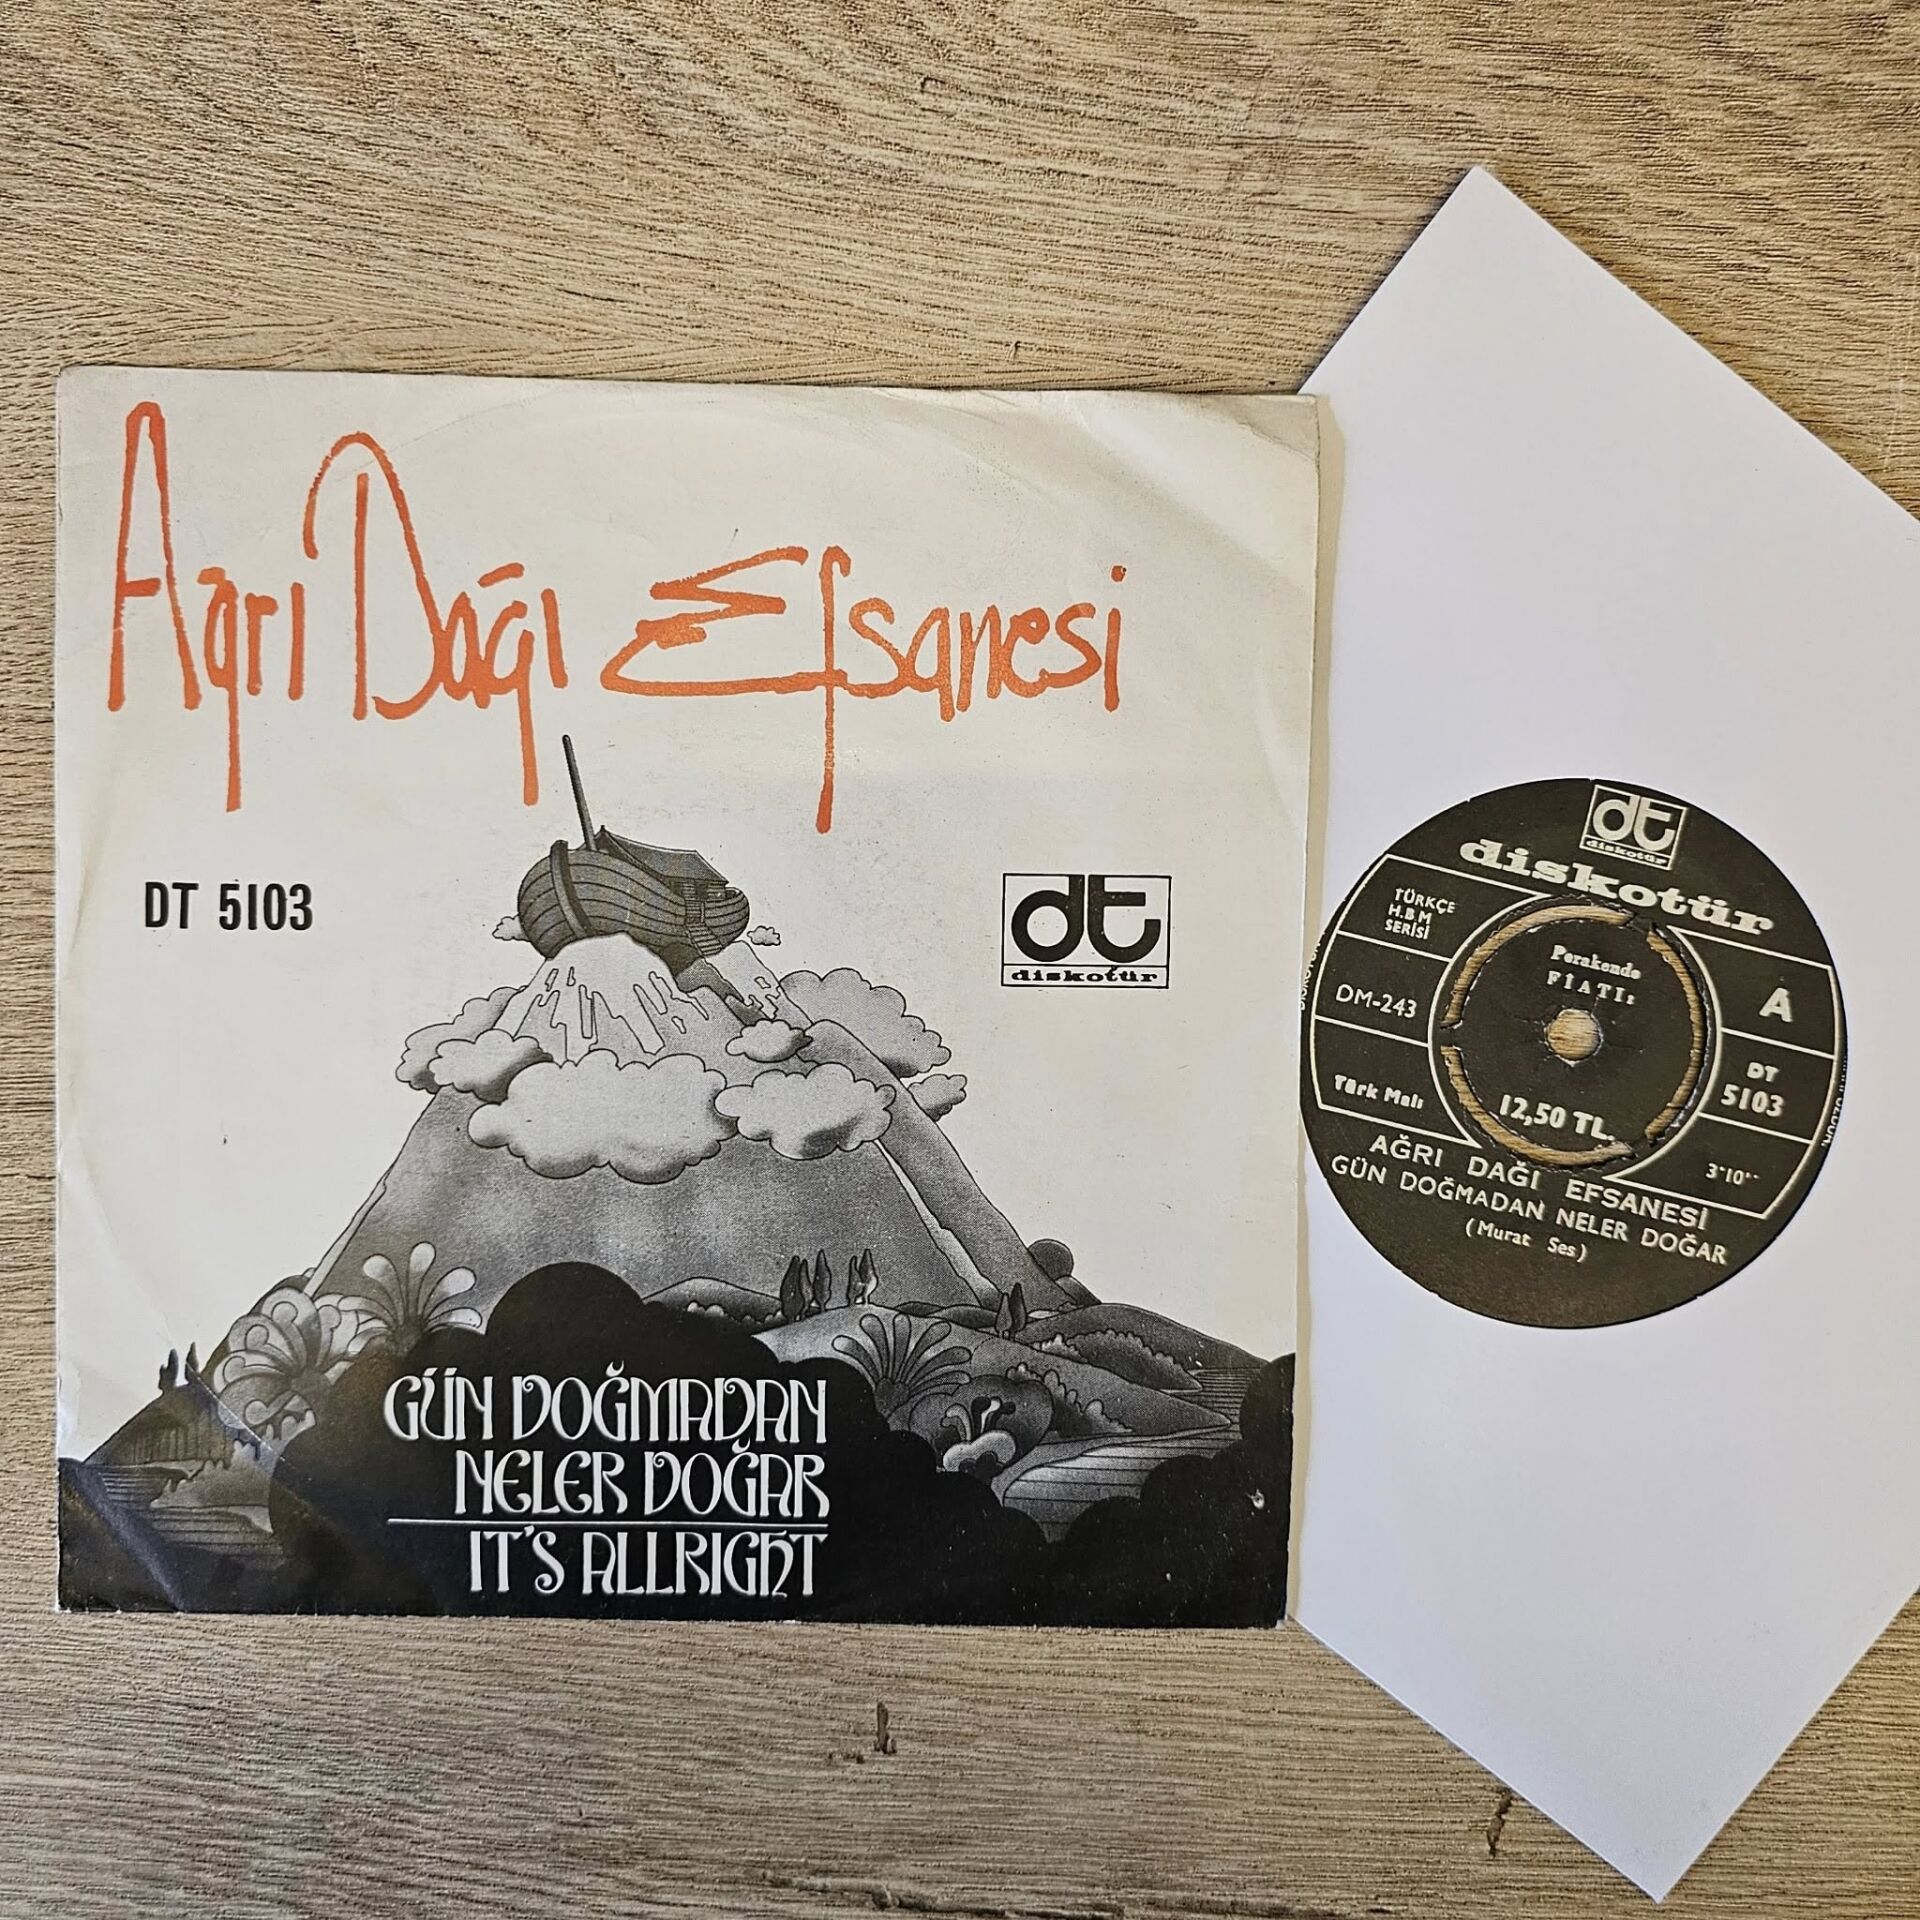 Ağrı Dağı Efsanesi
DT 5103
dt
diskotür
GÜN DOĞMADAN
NELER DOĞAR
IT'S ALLRIGHT
dt
diskotür
diskotür
TÜRKÇE
H.B.M
SERİSİ
DM-243
Türk Malı
Perakende
FİATI:
12,50 TL.
A
DT
5103
3'10''
AĞRI DAĞI EFSANESİ
GÜN DOĞMADAN NELER DOĞAR
(Murat Ses)